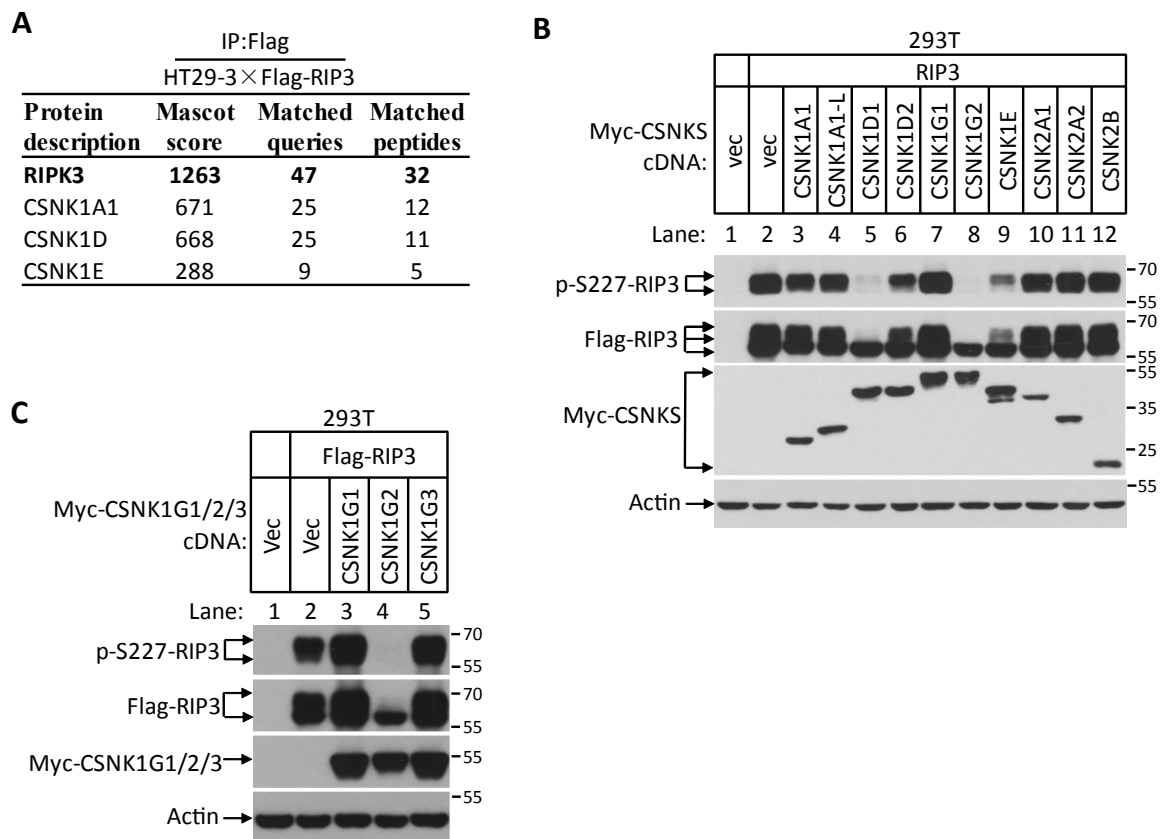 A
IP:Flag
HT29-3×Flag-RIP3
Protein description Mascot score Matched queries Matched peptides
RIPK3 1263 47 32
CSNK1A1 671 25 12
CSNK1D 668 25 11
CSNK1E 288 9 5
B
293T
RIP3
Myc-CSNKS
cDNA:
vec vec CSNK1A1 CSNK1A1-L CSNK1D1 CSNK1D2 CSNK1G1 CSNK1G2 CSNK1E CSNK2A1 CSNK2A2 CSNK2B
Lane: 1 2 3 4 5 6 7 8 9 10 11 12
p-S227-RIP3
70
55
Flag-RIP3
70
55
Myc-CSNKS
55
35
25
Actin
55
C
293T
Flag-RIP3
Myc-CSNK1G1/2/3
cDNA:
Vec Vec CSNK1G1 CSNK1G2 CSNK1G3
Lane: 1 2 3 4 5
p-S227-RIP3
70
55
Flag-RIP3
70
55
Myc-CSNK1G1/2/3
55
Actin
55